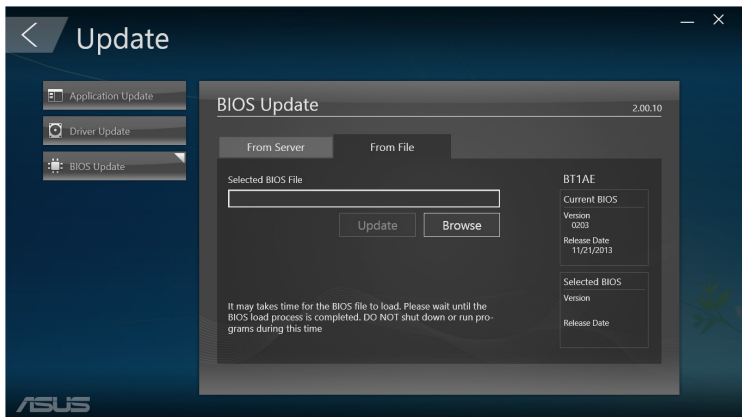 Update
Application Update
Driver Update
BIOS Update
BIOS Update
2.00.10
From Server
From File
Selected BIOS File
Update
Browse
It may takes time for the BIOS file to load. Please wait until the
BIOS load process is completed. DO NOT shut down or run pro-
grams during this time
BT1AE
Current BIOS
Version
0203
Release Date
11/21/2013
Selected BIOS
Version
Release Date
ASUS